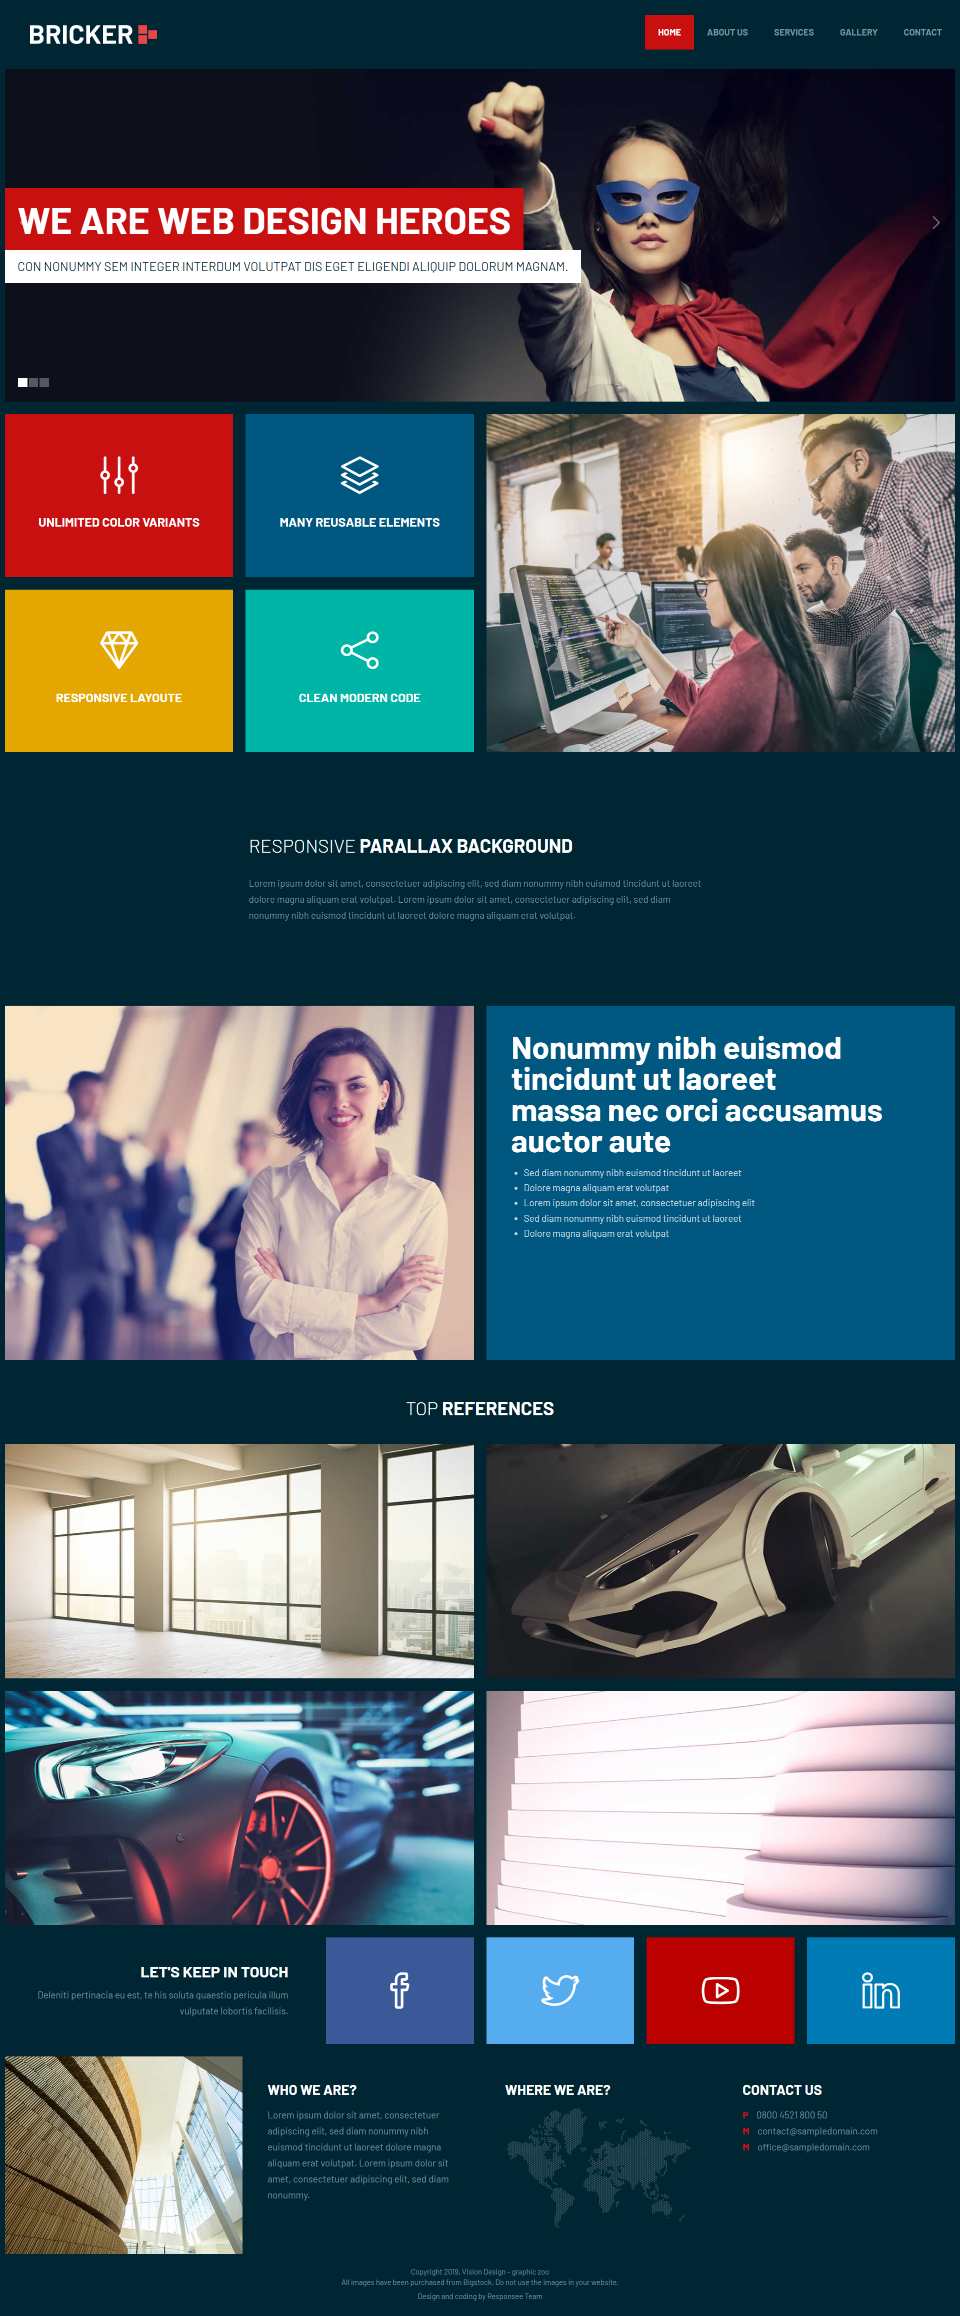 BRICKER
HOME ABOUT US SERVICES GALLERY CONTACT
WE ARE WEB DESIGN HEROES
CON NONUMMY SEM INTEGER INTERDUM VOLUTPAT DIS EGET ELIGENDI ALIQUIP DOLORUM MAGNAM.
UNLIMITED COLOR VARIANTS
MANY REUSABLE ELEMENTS
RESPONSIVE LAYOUTE
CLEAN MODERN CODE
RESPONSIVE PARALLAX BACKGROUND
Lorem ipsum dolor sit amet, consectetuer adipiscing elit, sed diam nonummy nibh euismod tincidunt ut laoreet
dolore magna aliquam erat volutpat. Lorem ipsum dolor sit amet, consectetuer adipiscing elit, sed diam
nonummy nibh euismod tincidunt ut laoreet dolore magna aliquam erat volutpat.
Nonummy nibh euismod
tincidunt ut laoreet
massa nec orci accusamus
auctor aute
• Sed diam nonummy nibh euismod tincidunt ut laoreet
• Dolore magna aliquam erat volutpat
• Lorem ipsum dolor sit amet, consectetuer adipiscing elit
• Sed diam nonummy nibh euismod tincidunt ut laoreet
• Dolore magna aliquam erat volutpat
TOP REFERENCES
LET'S KEEP IN TOUCH
Deleniti pertinacia eu est, te his soluta quaestio pericula illum
vulputate lobortis facilisis.
WHO WE ARE?
Lorem ipsum dolor sit amet, consectetuer
adipiscing elit, sed diam nonummy nibh
euismod tincidunt ut laoreet dolore magna
aliquam erat volutpat. Lorem ipsum dolor sit
amet, consectetuer adipiscing elit, sed diam
nonummy.
WHERE WE ARE?
CONTACT US
P 0800 4521 800 50
M contact@sampledomain.com
M office@sampledomain.com
Copyright 2019, Vision Design - graphic zoo
All images have been purchased from Bigstock. Do not use the images in your website.
Design and coding by Responsee Team